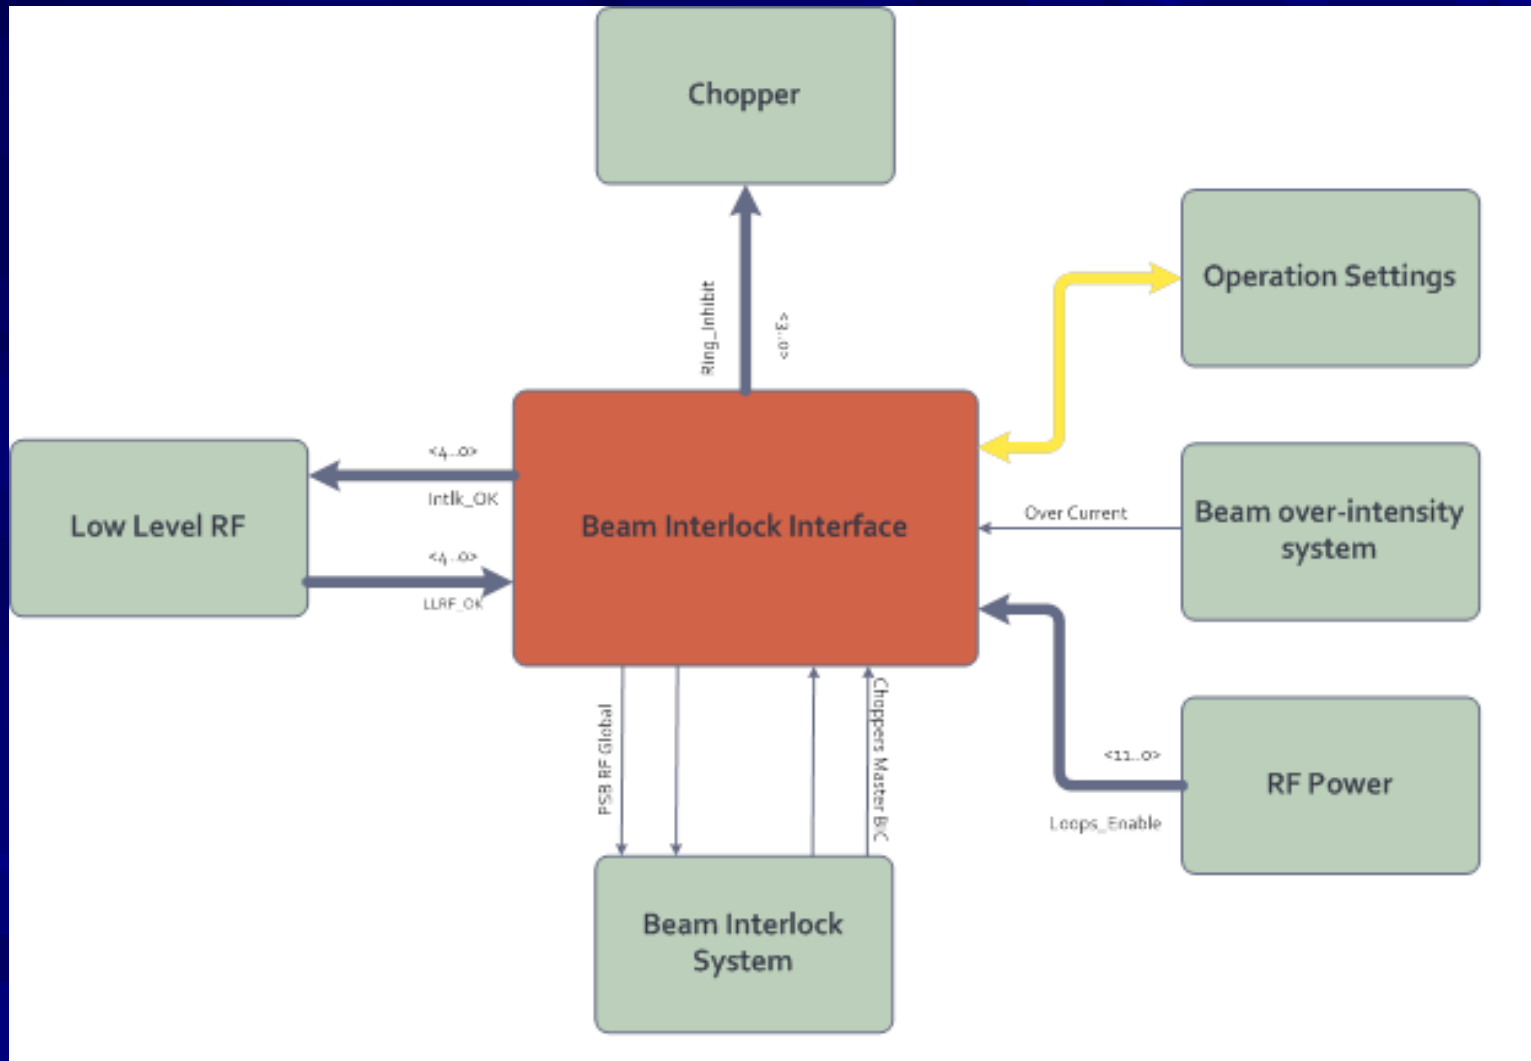 Chopper
Operation Settings
Ring_Inhibit
<3..0>
<4..0>
Intlk_OK
Low Level RF
Beam Interlock Interface
Over Current
Beam over-intensity
system
<4..0>
LLRF_OK
PSB RF Global
Choppers Master BIC
<11..0>
RF Power
Loops_Enable
Beam Interlock
System